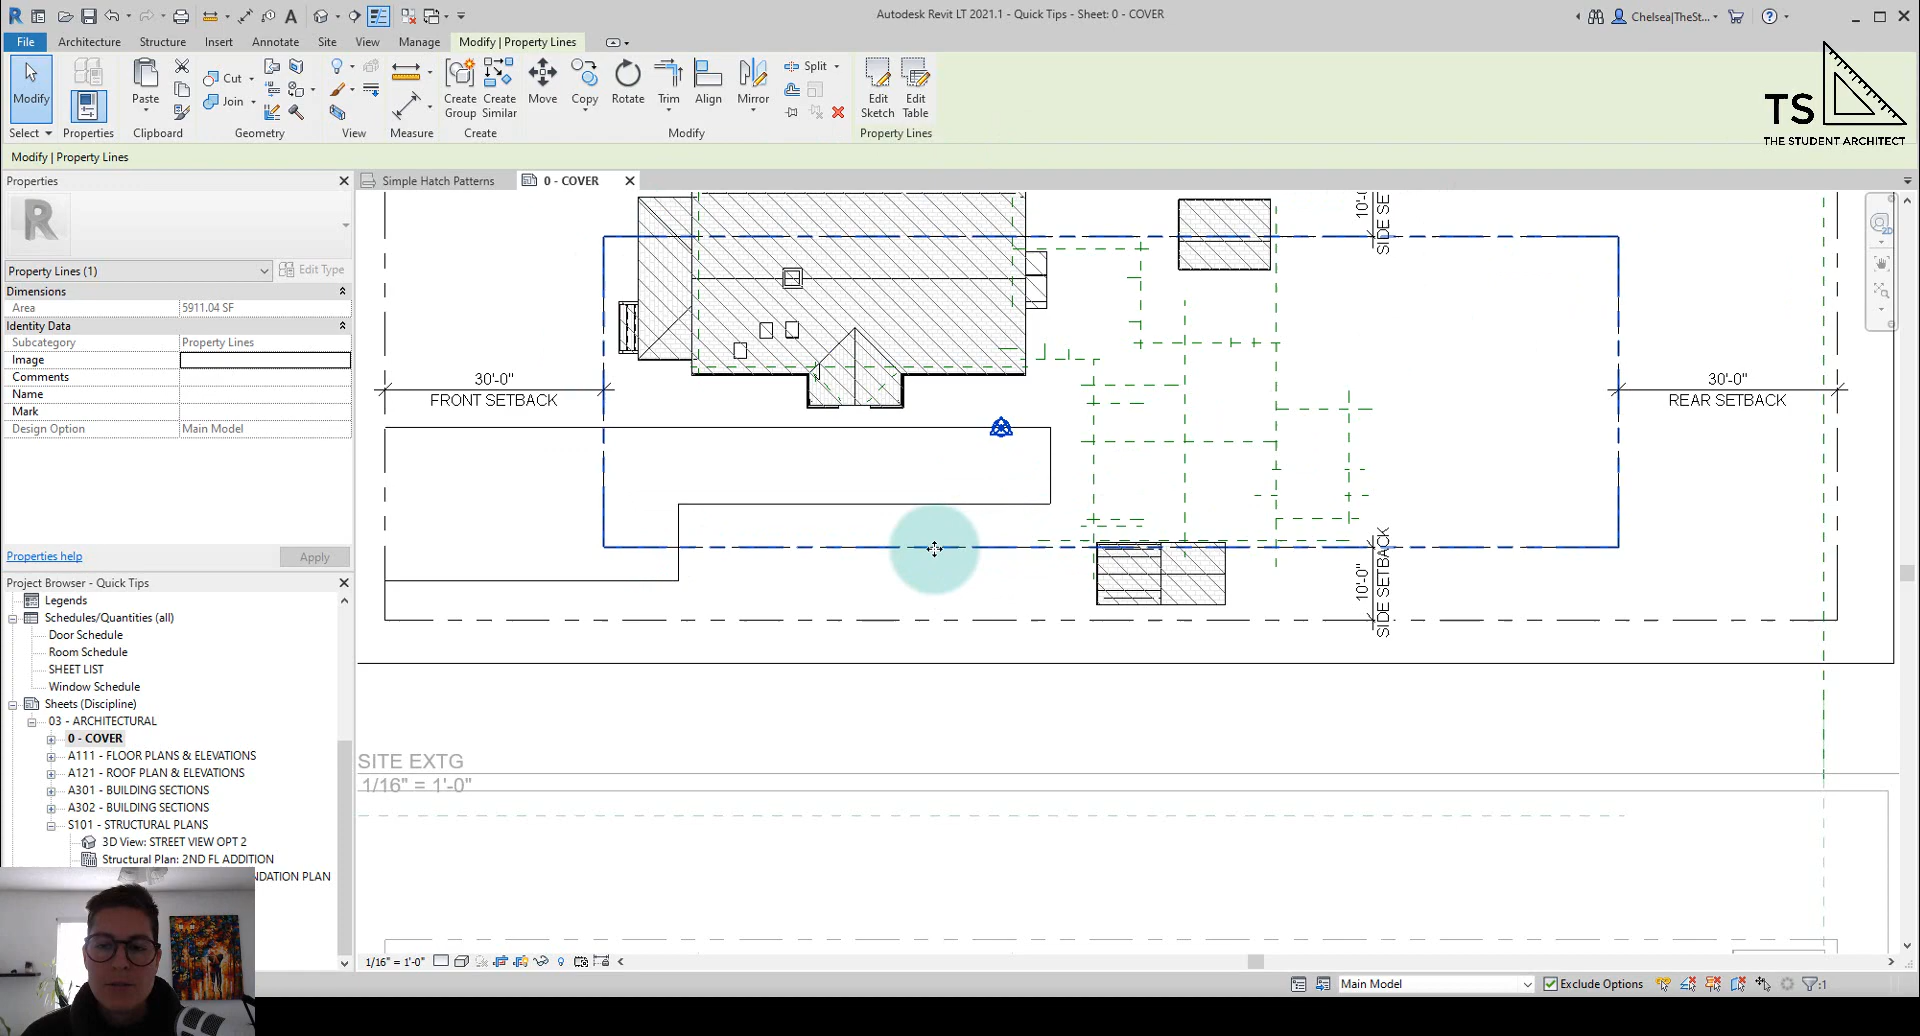 Autodesk Revit LT 2021.1 - Quick Tips - Sheet: 0 - COVER
Chelsea|TheSt...
File Architecture Structure Insert Annotate Site View Manage Modify | Property Lines
Modify
Paste
Cut
Join
Create Group
Create Similar
Move
Copy
Rotate
Trim
Align
Mirror
Split
Edit Sketch
Edit Table
Select Properties Clipboard Geometry View Measure Create Modify Property Lines
TS
THE STUDENT ARCHITECT
Modify | Property Lines
Properties
Simple Hatch Patterns
0 - COVER
R
Property Lines (1)
Edit Type
Dimensions
Area 5911.04 SF
Identity Data
Subcategory Property Lines
Image
Comments
Name
Mark
Design Option Main Model
Properties help
Apply
10'-0"
SIDE SE
30'-0"
FRONT SETBACK
30'-0"
REAR SETBACK
10'-0"
SIDE SETBACK
SITE EXTG
1/16" = 1'-0"
Project Browser - Quick Tips
Legends
Schedules/Quantities (all)
Door Schedule
Room Schedule
SHEET LIST
Window Schedule
Sheets (Discipline)
03 - ARCHITECTURAL
0 - COVER
A111 - FLOOR PLANS & ELEVATIONS
A121 - ROOF PLAN & ELEVATIONS
A301 - BUILDING SECTIONS
A302 - BUILDING SECTIONS
S101 - STRUCTURAL PLANS
3D View: STREET VIEW OPT 2
Structural Plan: 2ND FL ADDITION
NDATION PLAN
1/16" = 1'-0"
Main Model
Exclude Options
:1
2D